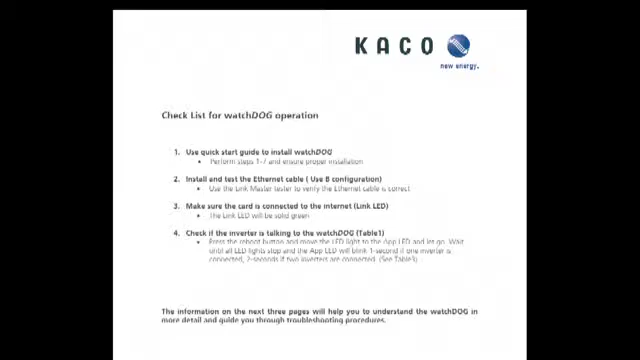 KACO
new energy.
Check List for watchDOG operation
1. Use quick start guide to install watchDOG
• Perform steps 1-7 and ensure proper installation
2. Install and test the Ethernet cable ( Use B configuration)
• Use the Link Master tester to verify the Ethernet cable is correct
3. Make sure the card is connected to the internet (Link LED)
• The Link LED will be solid green
4. Check if the inverter is talking to the watchDOG (Table1)
• Press the reboot button and move the LED light to the App LED and let go. Wait
until all LED lights stop and the App LED will blink 1-second if one inverter is
connected, 2-seconds if two inverters are connected. (See Table3)
The information on the next three pages will help you to understand the watchDOG in
more detail and guide you through troubleshooting procedures.